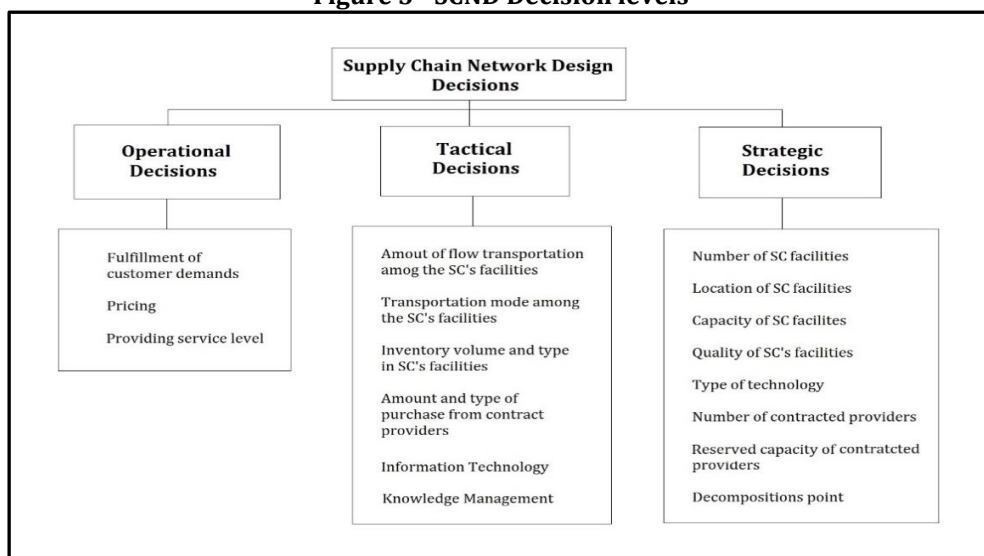 Figure 3 - SCND Decision levels
Supply Chain Network Design
Decisions
Operational
Decisions
Tactical
Decisions
Strategic
Decisions
Fulfillment of
customer demands
Pricing
Providing service level
Amout of flow transportation
amog the SC's facilities
Transportation mode among
the SC's facilities
Inventory volume and type
in SC's facilities
Amount and type of
purchase from contract
providers
Information Technology
Knowledge Management
Number of SC facilities
Location of SC facilities
Capacity of SC facilites
Quality of SC's facilities
Type of technology
Number of contracted providers
Reserved capacity of contratcted
providers
Decompositions point